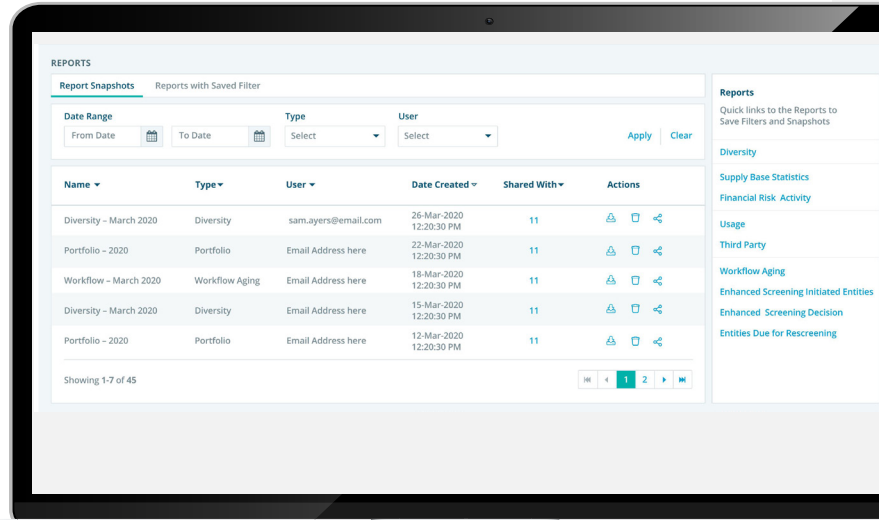 REPORTS
Report Snapshots
Reports with Saved Filter
Date Range
Type
User
From Date
To Date
Select
Select
Apply
Clear
Name
Type
User
Date Created
Shared With
Actions
Diversity – March 2020
Diversity
sam.ayers@email.com
26-Mar-2020
12:20:30 PM
11
Portfolio – 2020
Portfolio
Email Address here
22-Mar-2020
12:20:30 PM
11
Workflow – March 2020
Workflow Aging
Email Address here
18-Mar-2020
12:20:30 PM
11
Diversity – March 2020
Diversity
Email Address here
15-Mar-2020
12:20:30 PM
11
Portfolio – 2020
Portfolio
Email Address here
12-Mar-2020
12:20:30 PM
11
Showing 1-7 of 45
1
2
Reports
Quick links to the Reports to
Save Filters and Snapshots
Diversity
Supply Base Statistics
Financial Risk Activity
Usage
Third Party
Workflow Aging
Enhanced Screening Initiated Entities
Enhanced Screening Decision
Entities Due for Rescreening